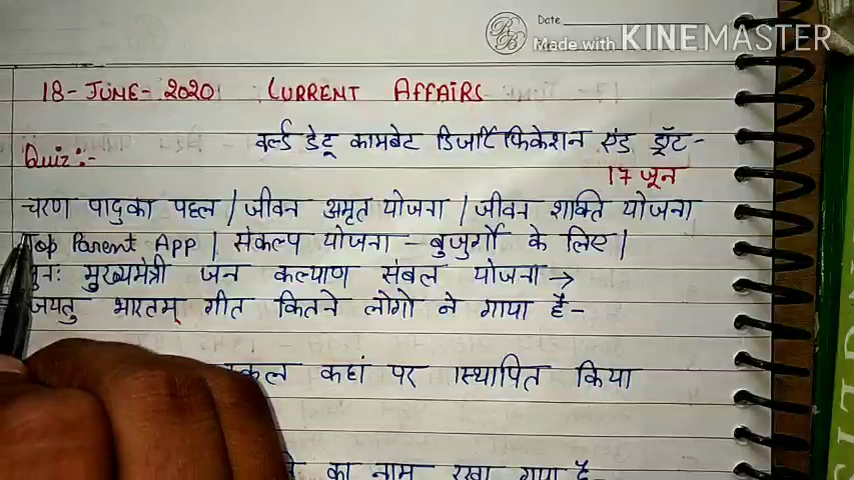 Date
Made with KINEMASTER
18-JUNE-2020 CURRENT AFFAIRS
वर्ल्ड डे टू कामबेट डिजर्टिफिकेशन एंड ड्रॉट-
Quiz:-
17 जून
चरण पादुका पहल / जीवन अमृत योजना / जीवन शक्ति योजना
Top Parent App | संकल्प योजना - बुजुर्गो के लिए |
पुनः मुख्यमंत्री जन कल्याण संबल योजना →
जयतु भारतम् गीत कितने लोगो ने गाया है-
कहां पर स्थापित किया
का नाम रखा गया है-